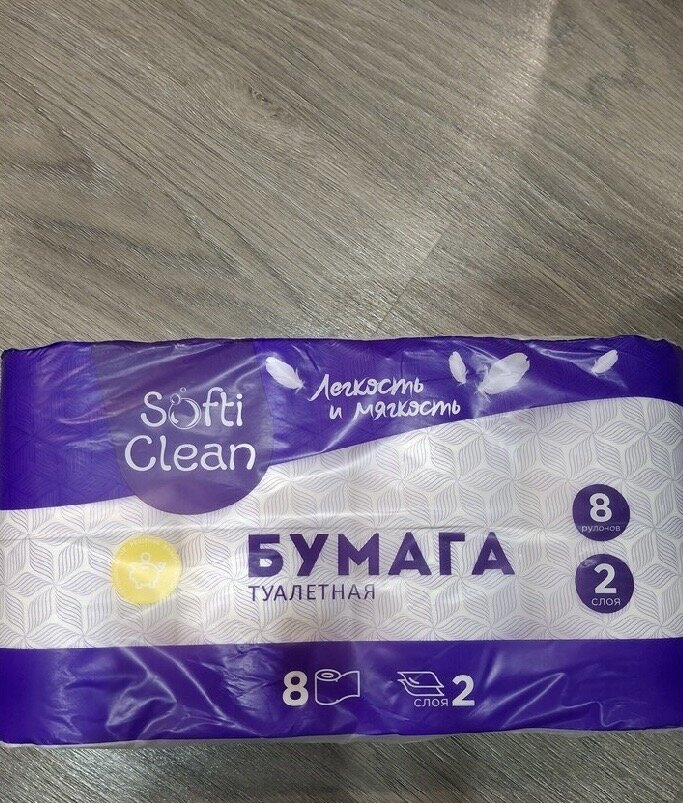 Softi
Clean
Легкость
и мягкость
БУМАГА
ТУАЛЕТНАЯ
8
рулонов
2
слоя
8
слоя 2